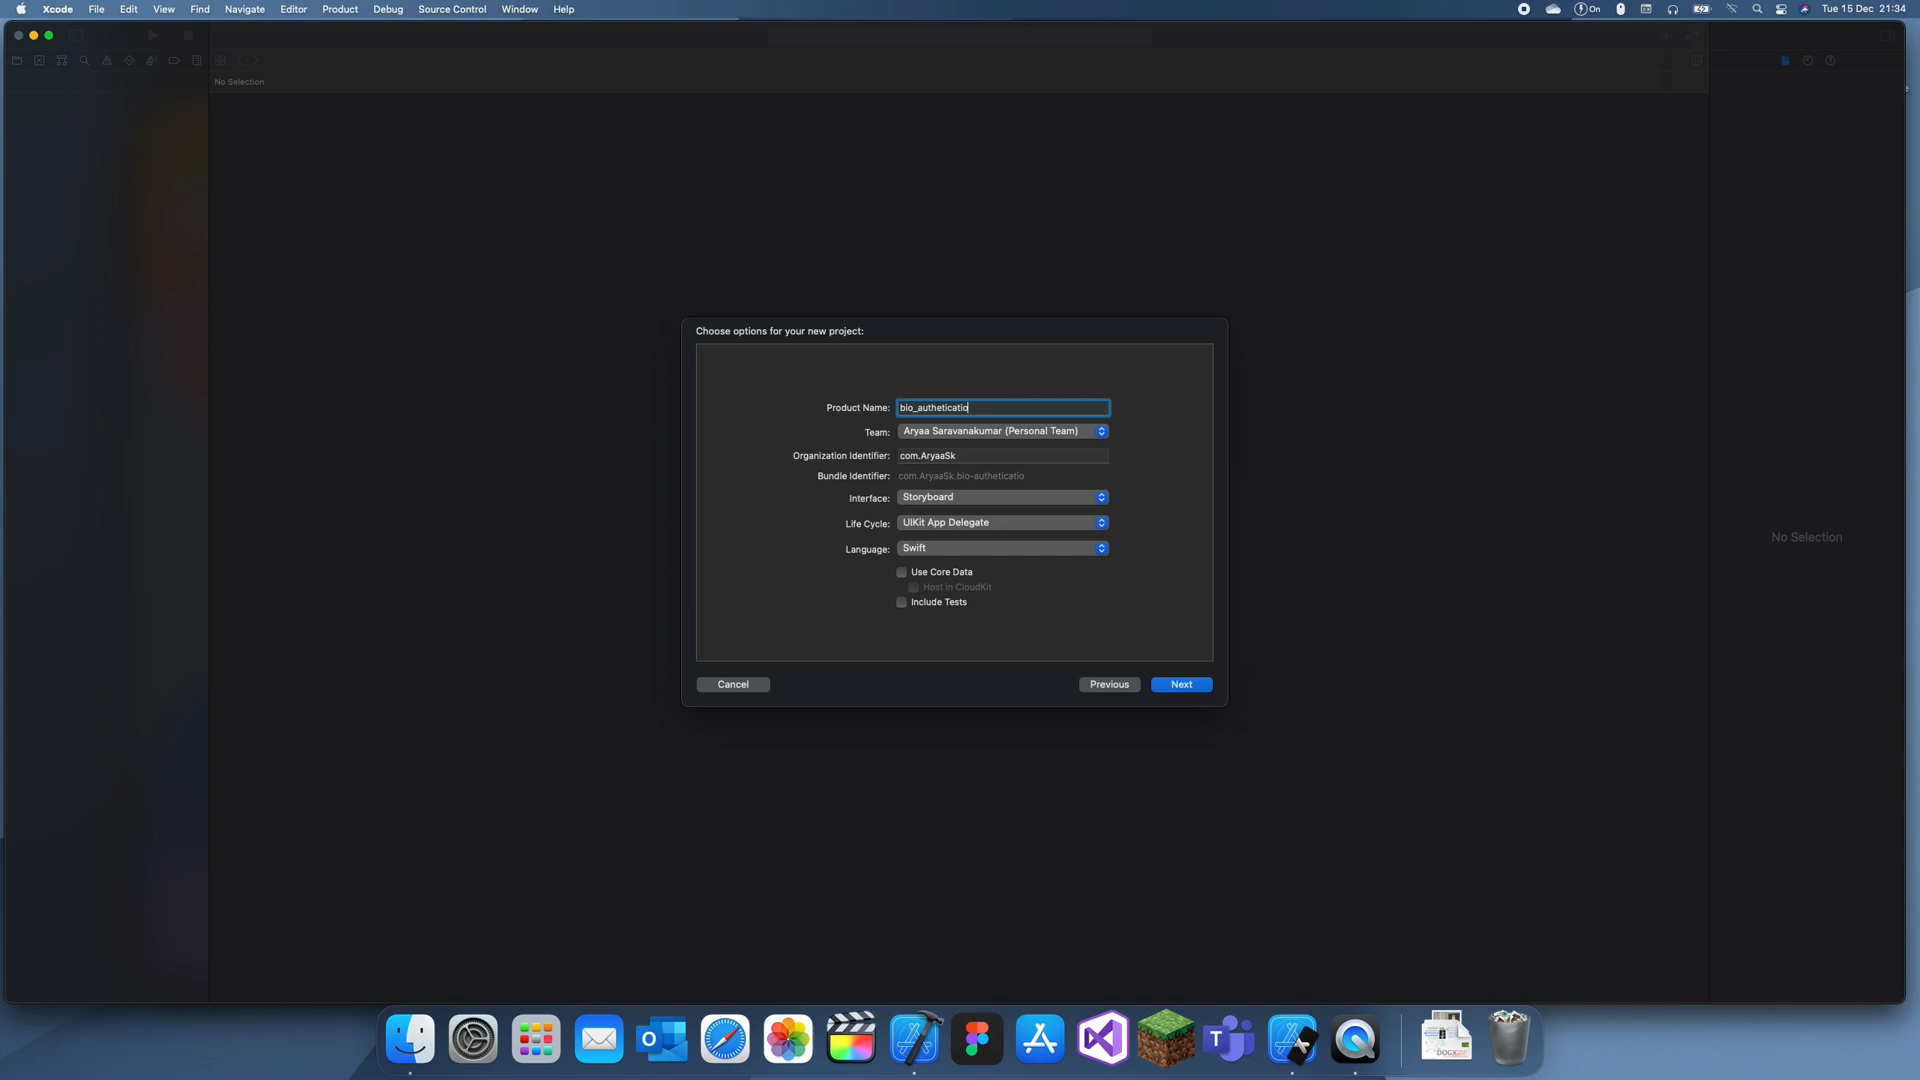 Xcode File Edit View Find Navigate Editor Product Debug Source Control Window Help On Tue 15 Dec 21:34
No Selection
Choose options for your new project:
Product Name: bio_autheticatio
Team: Aryaa Saravanakumar (Personal Team)
Organization Identifier: com.AryaaSk
Bundle Identifier: com.AryaaSk.bio-autheticatio
Interface: Storyboard
Life Cycle: UIKit App Delegate
Language: Swift
Use Core Data
Host in CloudKit
Include Tests
Cancel Previous Next
No Selection
DOCX